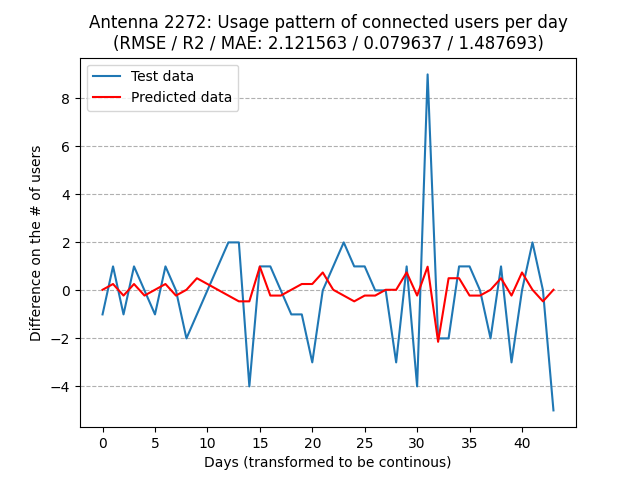 Antenna 2272: Usage pattern of connected users per day
(RMSE / R2 / MAE: 2.121563 / 0.079637 / 1.487693)
Test data
Predicted data
Difference on the # of users
8
6
4
2
0
−2
−4
0 5 10 15 20 25 30 35 40
Days (transformed to be continous)